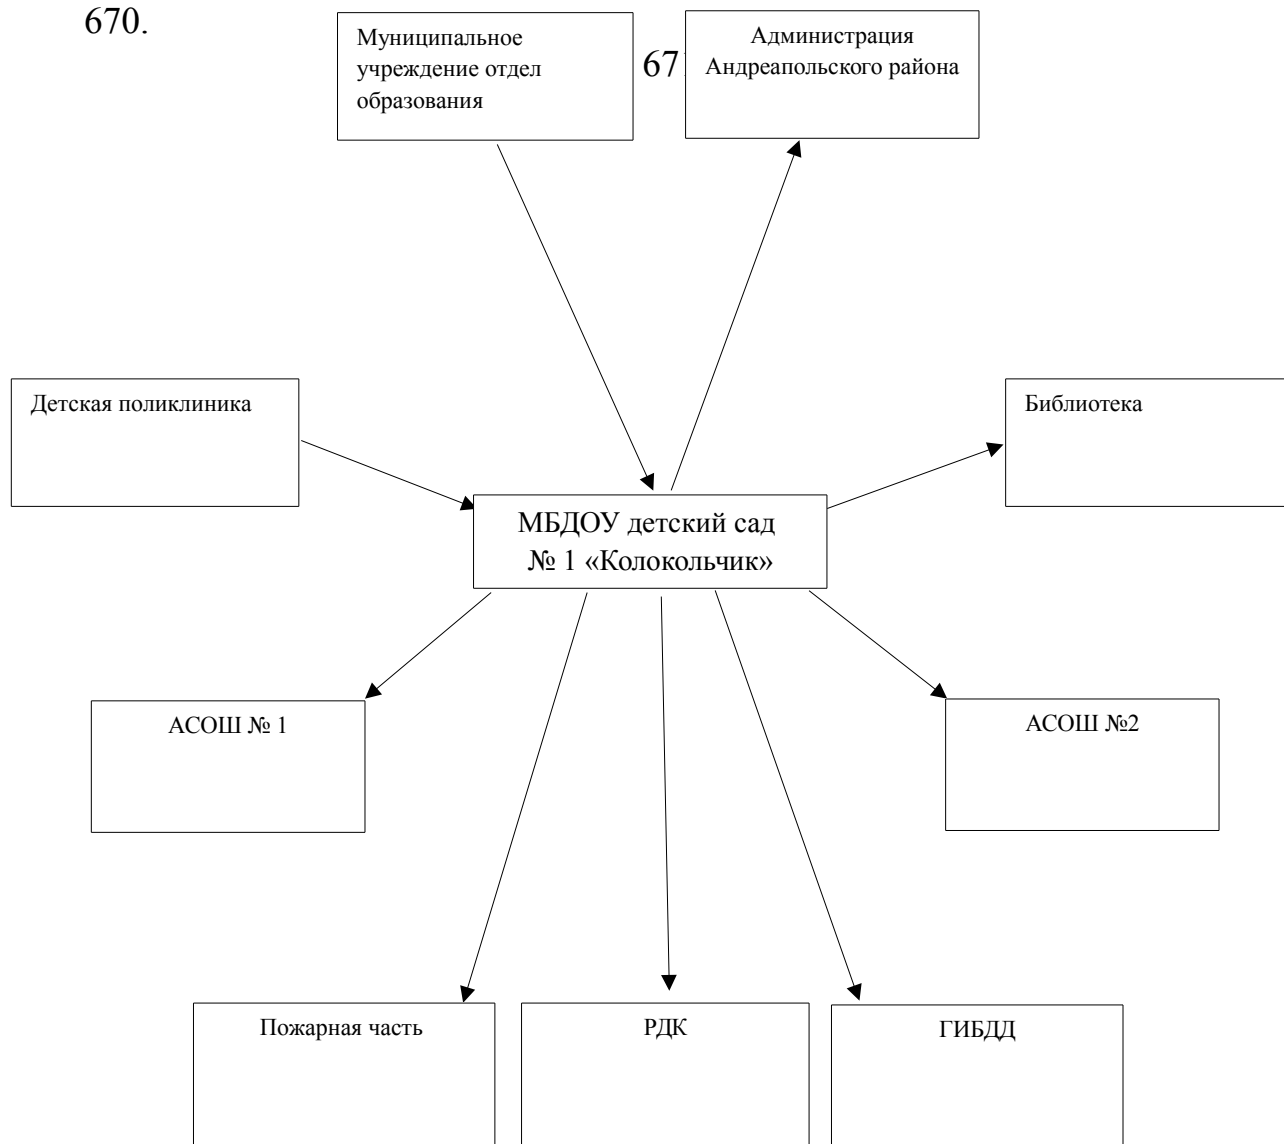 670.
Муниципальное
учреждение отдел
образования
67
Администрация
Андреапольского района
Детская поликлиника
Библиотека
МБДОУ детский сад
№ 1 «Колокольчик»
АСОШ № 1
АСОШ №2
Пожарная часть
РДК
ГИБДД